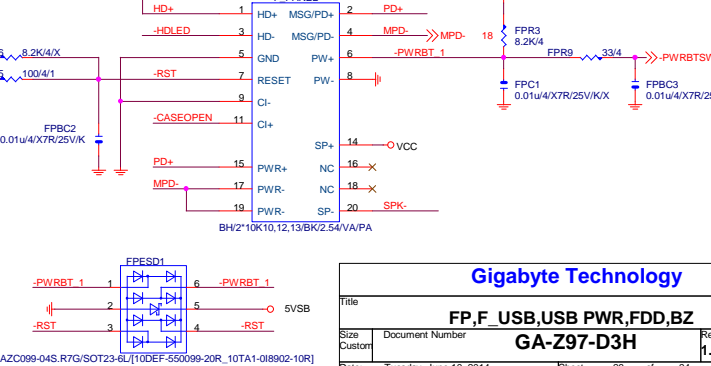 HD+ 1 HD+ MSG/PD+ 2 PD+
-HDLED 3 HD- MSG/PD- 4 MPD- MPD- 18
FPR3
8.2K/4
8.2K/4/X
5 GND PW+ 6 -PWRBT_1 FPR9 33/4 -PWRBTSW
100/4/1 -RST 7 RESET PW- 8
FPC1
0.01u/4/X7R/25V/K/X
FPBC3
9 CI-
-CASEOPEN 11 CI+
FPBC2
0.01u/4/X7R/25V/K
SP+ 14 VCC
PD+ 15 PWR+ NC 16
MPD- 17 PWR- NC 18
19 PWR- SP- 20 SPK-
BH/2*10K10,12,13/BK/2.54/VA/PA
FPESD1
-PWRBT_1 1 6 -PWRBT_1
2 5 5VSB
-RST 3 4 -RST
AZC099-04S.R7G/SOT23-6L/[10DEF-550099-20R_10TA1-0I8902-10R]
Gigabyte Technology
Title
FP,F_USB,USB PWR,FDD,BZ
Size Document Number
Custom GA-Z97-D3H